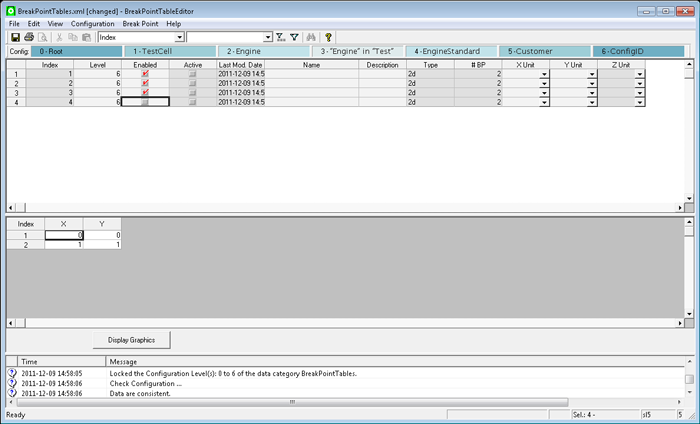 BreakPointTables.xml [changed] - BreakPointTableEditor
File Edit View Configuration Break Point Help
Index
Config: 0 - Root 1 - TestCell 2 - Engine 3 - "Engine" in "Test" 4 - EngineStandard 5 - Customer 6 - ConfigID
Index Level Enabled Active Last Mod. Date Name Description Type # BP X Unit Y Unit Z Unit
1 1 6 2011-12-09 14:5 2d 2
2 2 6 2011-12-09 14:5 2d 2
3 3 6 2011-12-09 14:5 2d 2
4 4 6 2011-12-09 14:5 2d 2
Index X Y
1 0 0
2 1 1
Display Graphics
Time Message
2011-12-09 14:58:05 Locked the Configuration Level(s): 0 to 6 of the data category BreakPointTables.
2011-12-09 14:58:06 Check Configuration ...
2011-12-09 14:58:06 Data are consistent.
Ready Sel.: 4 - sl5 5